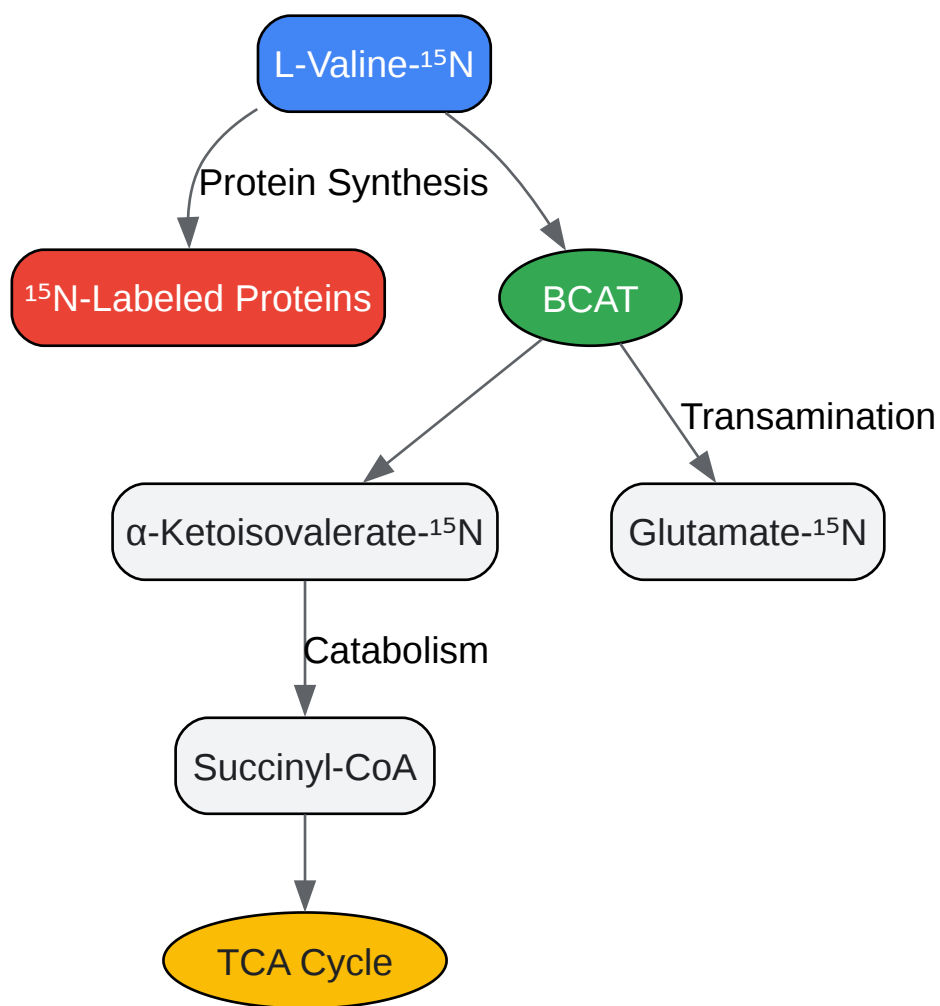 L-Valine-¹⁵N
Protein Synthesis
¹⁵N-Labeled Proteins
BCAT
Transamination
α-Ketoisovalerate-¹⁵N
Glutamate-¹⁵N
Catabolism
Succinyl-CoA
TCA Cycle